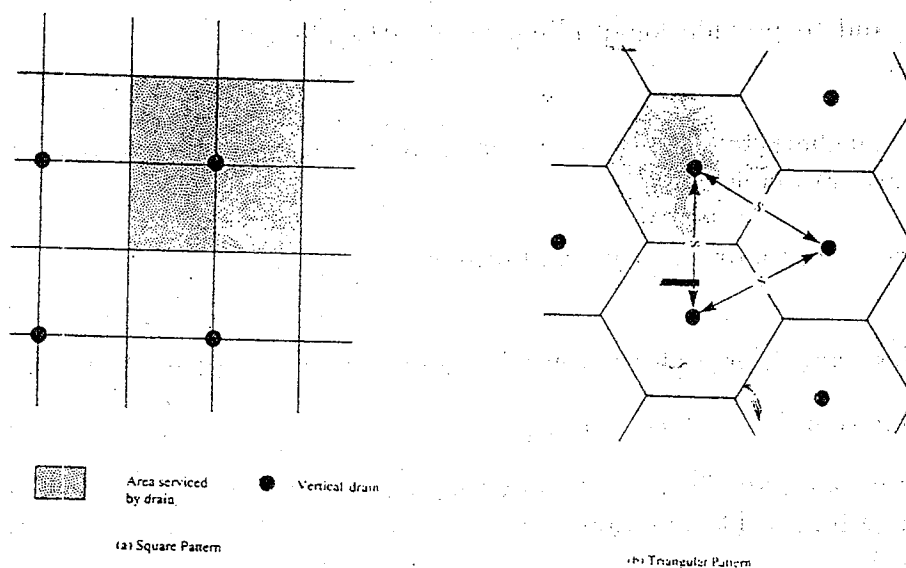 S
S
S
Area serviced
by drain
Vertical drain
(a) Square Pattern
(b) Triangular Pattern